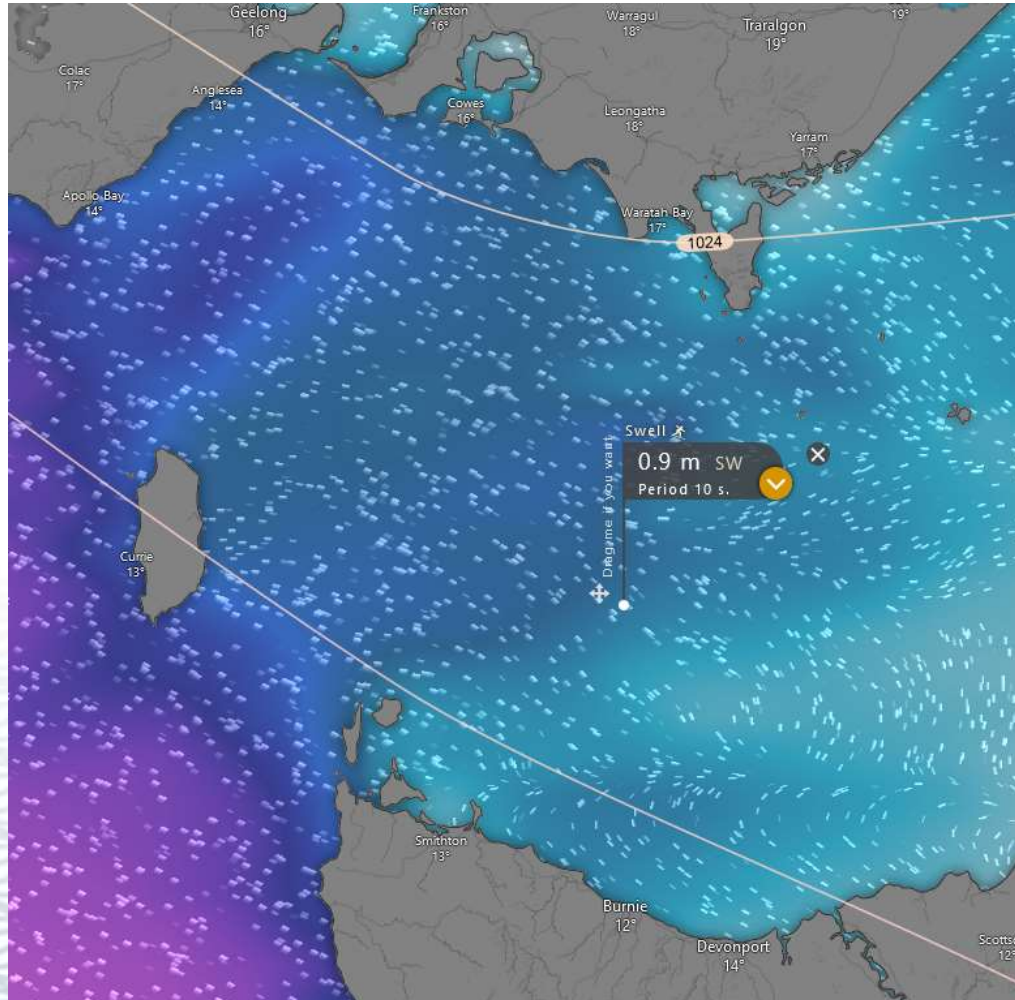 Geelong
16°
Frankston
16°
Warragul
18°
Traralgon
19°
19°
Colac
17°
Anglesea
14°
Cowes
16°
Leongatha
18°
Yarram
17°
Apollo Bay
14°
Waratah Bay
17°
1024
Swell
0.9 m SW
Period 10 s.
Drag me if you want
Currie
13°
Smithton
13°
Burnie
12°
Devonport
14°
Scottsc
12°